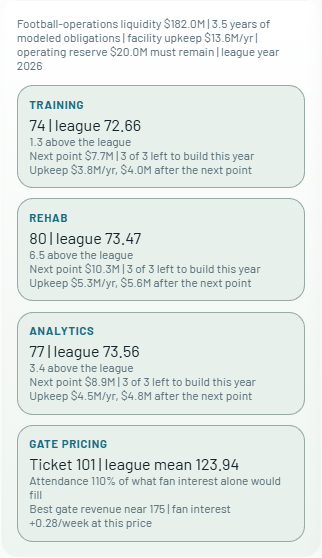 Football-operations liquidity $182.0M | 3.5 years of
modeled obligations | facility upkeep $13.6M/yr |
operating reserve $20.0M must remain | league year
2026
TRAINING
74 | league 72.66
1.3 above the league
Next point $7.7M | 3 of 3 left to build this year
Upkeep $3.8M/yr, $4.0M after the next point
REHAB
80 | league 73.47
6.5 above the league
Next point $10.3M | 3 of 3 left to build this year
Upkeep $5.3M/yr, $5.6M after the next point
ANALYTICS
77 | league 73.56
3.4 above the league
Next point $8.9M | 3 of 3 left to build this year
Upkeep $4.5M/yr, $4.8M after the next point
GATE PRICING
Ticket 101 | league mean 123.94
Attendance 110% of what fan interest alone would
fill
Best gate revenue near 175 | fan interest
+0.28/week at this price